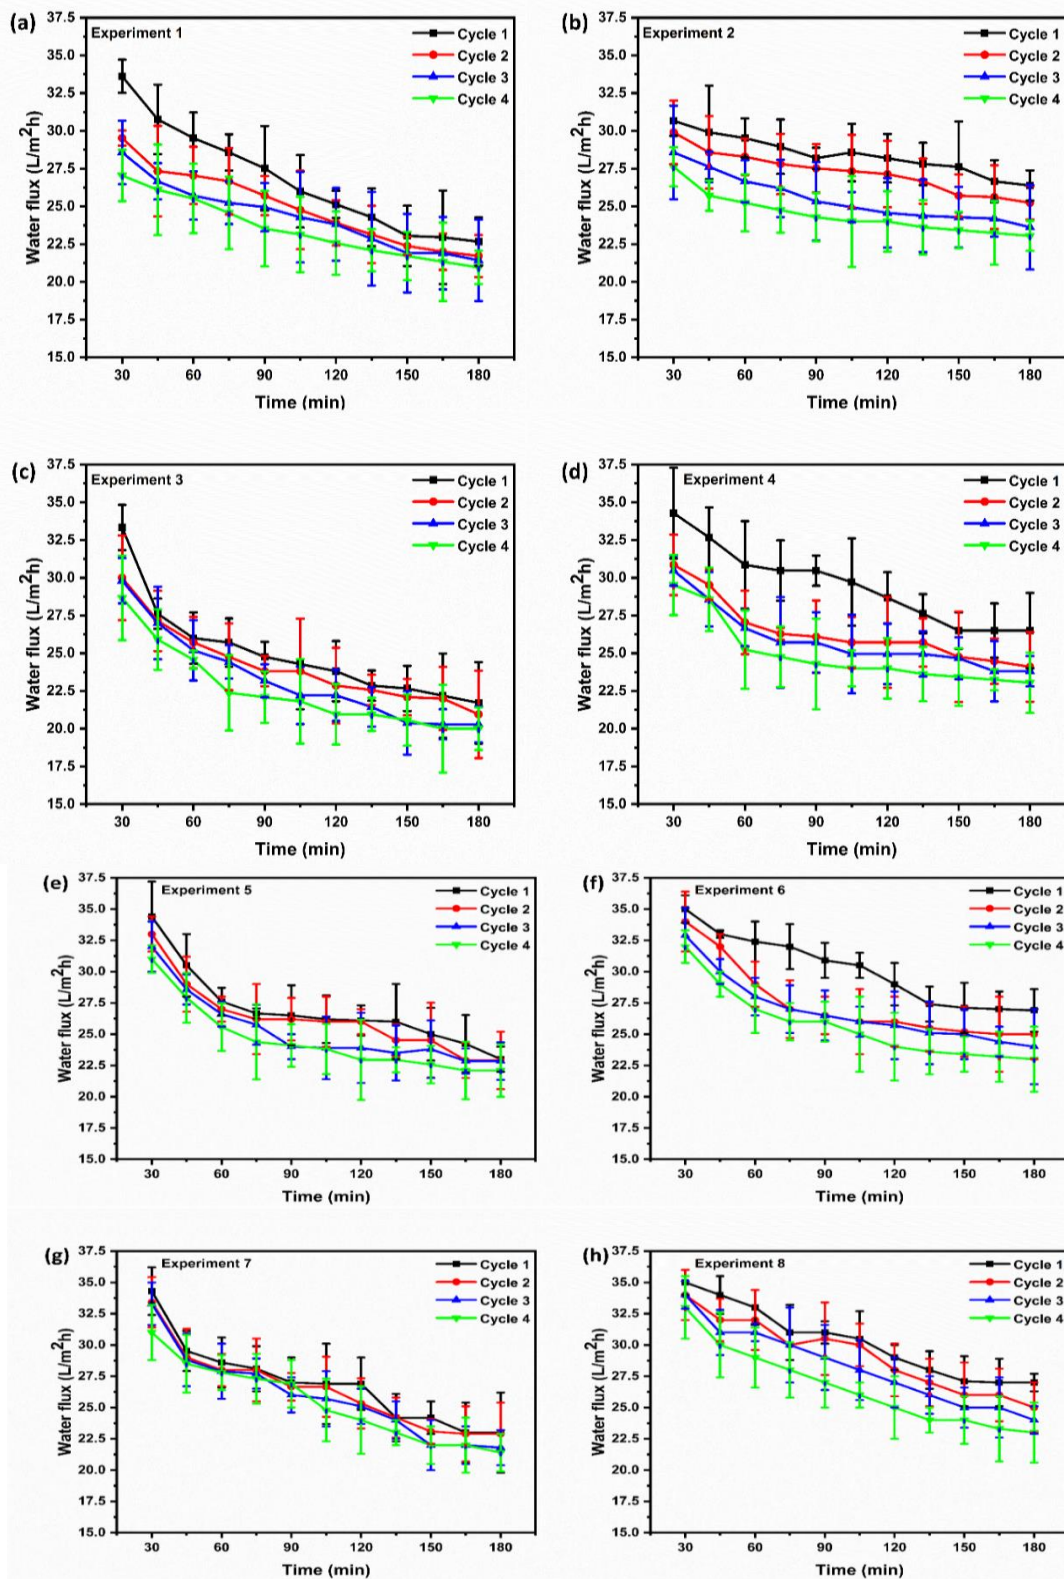 (a)
Experiment 1
Cycle 1
Cycle 2
Cycle 3
Cycle 4
37.5
35.0
32.5
30.0
27.5
25.0
22.5
20.0
17.5
15.0
Water flux (L/m²h)
30 60 90 120 150 180
Time (min)
(b)
Experiment 2
Cycle 1
Cycle 2
Cycle 3
Cycle 4
37.5
35.0
32.5
30.0
27.5
25.0
22.5
20.0
17.5
15.0
Water flux (L/m²h)
30 60 90 120 150 180
Time (min)
(c)
Experiment 3
Cycle 1
Cycle 2
Cycle 3
Cycle 4
37.5
35.0
32.5
30.0
27.5
25.0
22.5
20.0
17.5
15.0
Water flux (L/m²h)
30 60 90 120 150 180
Time (min)
(d)
Experiment 4
Cycle 1
Cycle 2
Cycle 3
Cycle 4
37.5
35.0
32.5
30.0
27.5
25.0
22.5
20.0
17.5
15.0
Water flux (L/m²h)
30 60 90 120 150 180
Time (min)
(e)
Experiment 5
Cycle 1
Cycle 2
Cycle 3
Cycle 4
37.5
35.0
32.5
30.0
27.5
25.0
22.5
20.0
17.5
15.0
Water flux (L/m²h)
30 60 90 120 150 180
Time (min)
(f)
Experiment 6
Cycle 1
Cycle 2
Cycle 3
Cycle 4
37.5
35.0
32.5
30.0
27.5
25.0
22.5
20.0
17.5
15.0
Water flux (L/m²h)
30 60 90 120 150 180
Time (min)
(g)
Experiment 7
Cycle 1
Cycle 2
Cycle 3
Cycle 4
37.5
35.0
32.5
30.0
27.5
25.0
22.5
20.0
17.5
15.0
Water flux (L/m²h)
30 60 90 120 150 180
Time (min)
(h)
Experiment 8
Cycle 1
Cycle 2
Cycle 3
Cycle 4
37.5
35.0
32.5
30.0
27.5
25.0
22.5
20.0
17.5
15.0
Water flux (L/m²h)
30 60 90 120 150 180
Time (min)